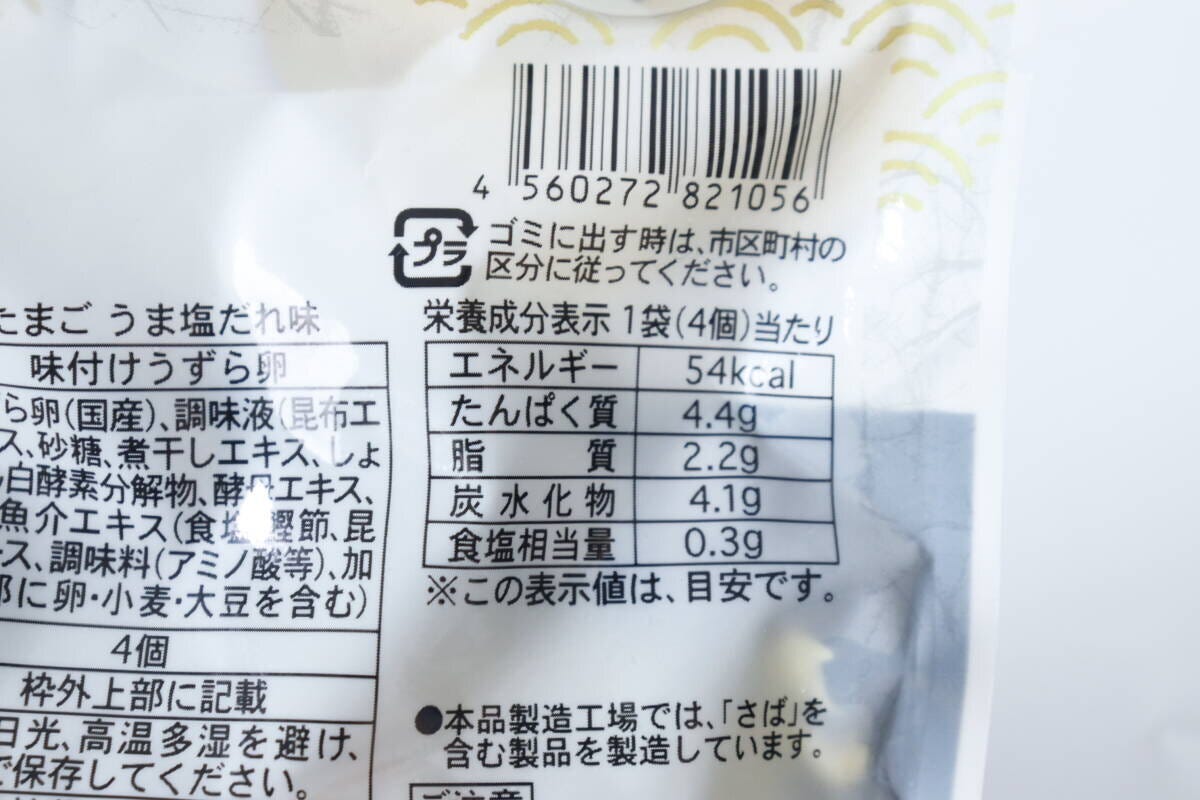 4 560272 821056
プラ
ゴミに出す時は、市区町村の
区分に従ってください。
たまご うま塩だれ味
味付けうずら卵
ら卵(国産)、調味液(昆布エ
ス、砂糖、煮干しエキス、しょ
白酵素分解物、酵母エキス、
魚介エキス(食塩、鰹節、昆
ス、調味料(アミノ酸等)、加
部に卵・小麦・大豆を含む)
4個
枠外上部に記載
日光、高温多湿を避け、
で保存してください。
栄養成分表示 1袋(4個)当たり
エネルギー 54kcal
たんぱく質 4.4g
脂質 2.2g
炭水化物 4.1g
食塩相当量 0.3g
※この表示値は、目安です。
●本品製造工場では、「さば」を
含む製品を製造しています。
ご注意